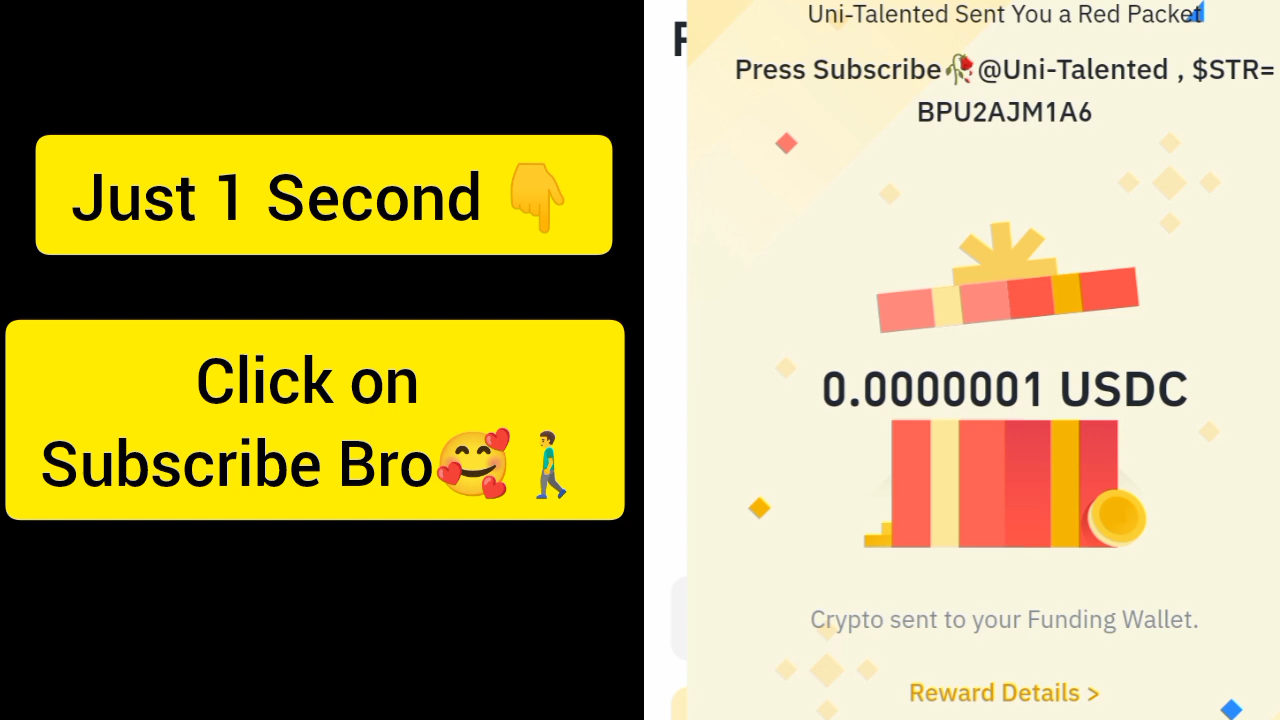 Just 1 Second 👇
Click on
Subscribe Bro🥰🚶‍♂️
Uni-Talented Sent You a Red Packet
Press Subscribe🥀@Uni-Talented , $STR=
BPU2AJM1A6
0.0000001 USDC
Crypto sent to your Funding Wallet.
Reward Details >